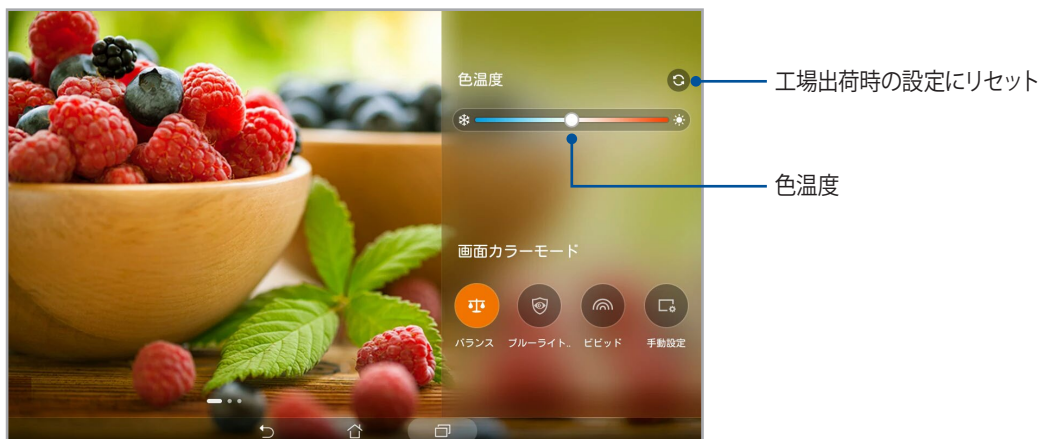 色温度
工場出荷時の設定にリセット
色温度
画面カラーモード
バランス
ブルーライト..
ビビッド
手動設定